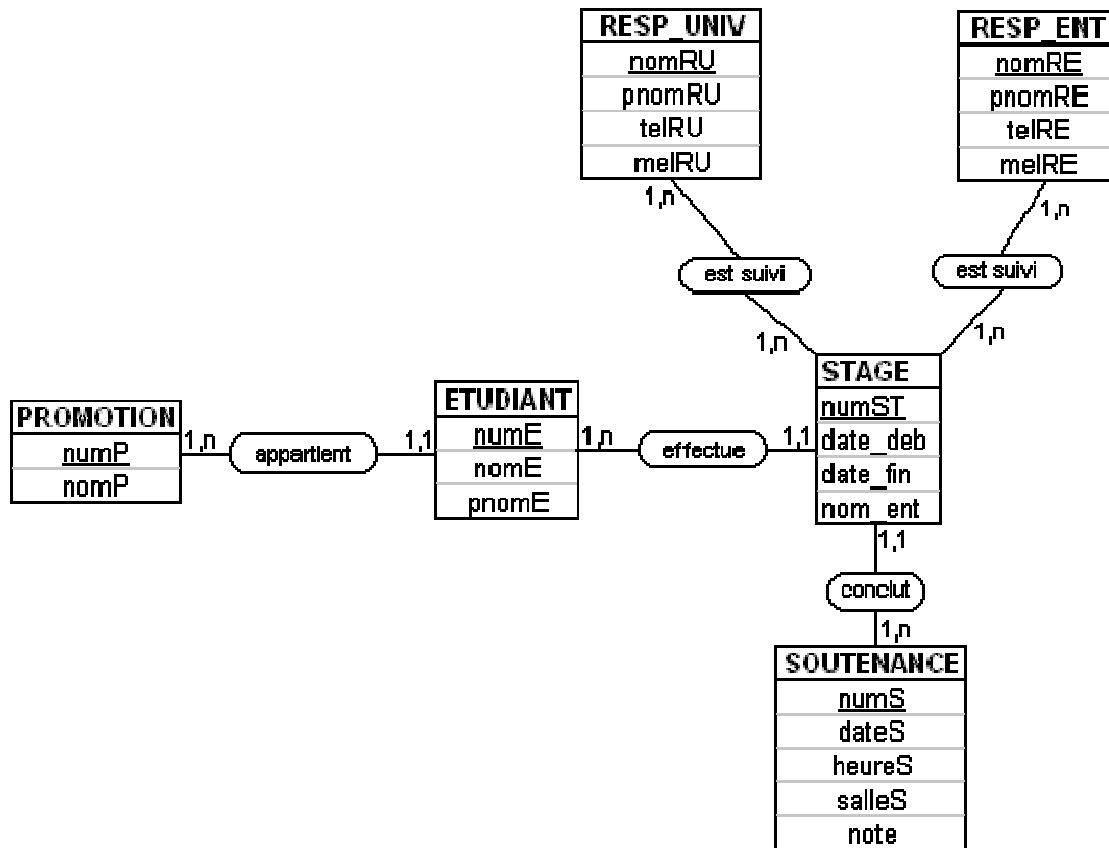 RESP_UNIV
nomRU
pnomRU
telRU
melRU
RESP_ENT
nomRE
pnomRE
telRE
melRE
1,n
1,n
est suivi
est suivi
1,n
1,n
PROMOTION
numP
nomP
1,n
appartient
1,1
ETUDIANT
numE
nomE
pnomE
1,n
effectue
1,1
STAGE
numST
date_deb
date_fin
nom_ent
1,1
conclut
1,n
SOUTENANCE
numS
dateS
heureS
salleS
note